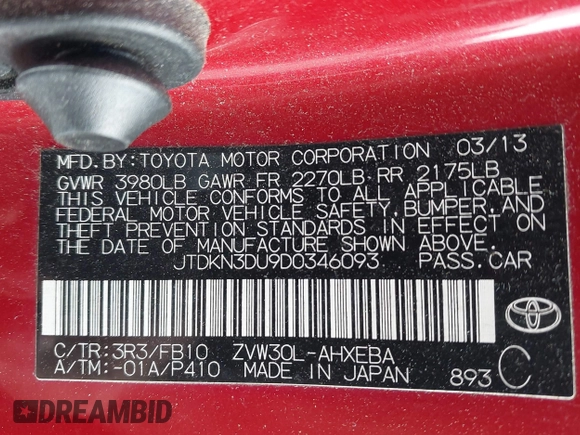 MFD. BY: TOYOTA MOTOR CORPORATION 03/13
GVWR 3980LB GAWR FR 2270LB RR 2175LB
THIS VEHICLE CONFORMS TO ALL APPLICABLE
FEDERAL MOTOR VEHICLE SAFETY, BUMPER, AND
THEFT PREVENTION STANDARDS IN EFFECT ON
THE DATE OF MANUFACTURE SHOWN ABOVE.
JTDKN3DU9D0346093 PASS. CAR
C/TR: 3R3/FB10 ZVW30L-AHXEBA
A/TM: -01A/P410 MADE IN JAPAN 893 C
DREAMBID